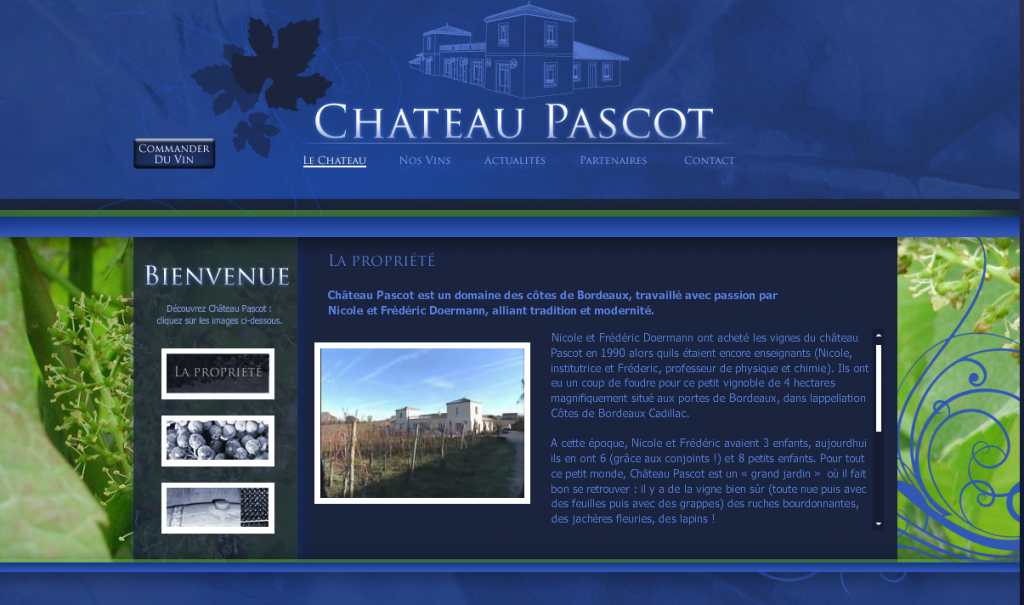 CHATEAU PASCOT
COMMANDER
DU VIN
LE CHATEAU
NOS VINS
ACTUALITÉS
PARTENAIRES
CONTACT
BIENVENUE
Découvrez Château Pascot :
cliquez sur les images ci-dessous.
LA PROPRIÉTÉ
LA PROPRIÉTÉ
Château Pascot est un domaine des côtes de Bordeaux, travaillé avec passion par
Nicole et Frédéric Doermann, alliant tradition et modernité.
Nicole et Frédéric Doermann ont acheté les vignes du château
Pascot en 1990 alors quils étaient encore enseignants (Nicole,
institutrice et Fréderic, professeur de physique et chimie). Ils ont
eu un coup de foudre pour ce petit vignoble de 4 hectares
magnifiquement situé aux portes de Bordeaux, dans lappellation
Côtes de Bordeaux Cadillac.
A cette époque, Nicole et Frédéric avaient 3 enfants, aujourdhui
ils en ont 6 (grâce aux conjoints !) et 8 petits enfants. Pour tout
ce petit monde, Château Pascot est un « grand jardin » où il fait
bon se retrouver : il y a de la vigne bien sûr (toute nue puis avec
des feuilles puis avec des grappes) des ruches bourdonnantes,
des jachères fleuries, des lapins !